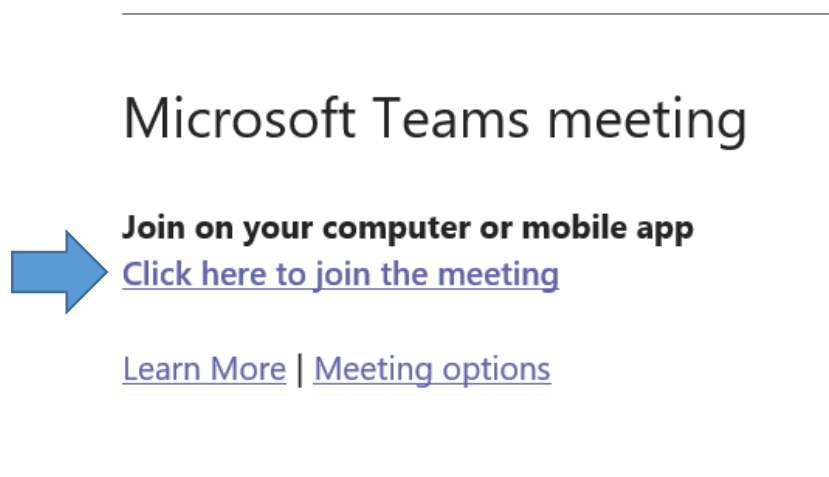 Microsoft Teams meeting
Join on your computer or mobile app
Click here to join the meeting
Learn More | Meeting options